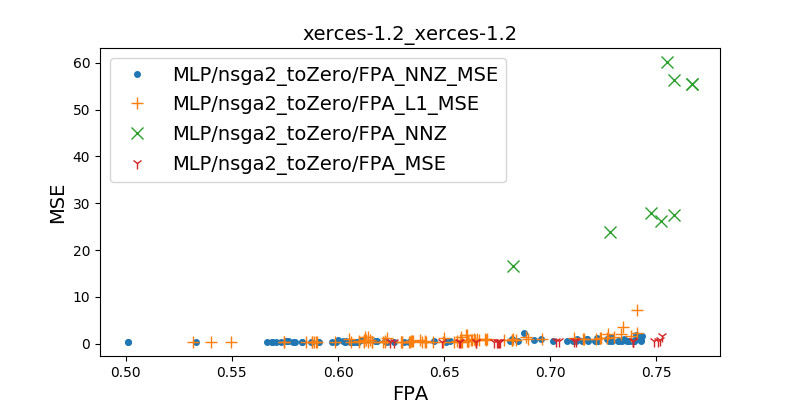 xerces-1.2_xerces-1.2
MLP/nsga2_toZero/FPA_NNZ_MSE
MLP/nsga2_toZero/FPA_L1_MSE
MLP/nsga2_toZero/FPA_NNZ
MLP/nsga2_toZero/FPA_MSE
MSE
60
50
40
30
20
10
0
0.50 0.55 0.60 0.65 0.70 0.75
FPA